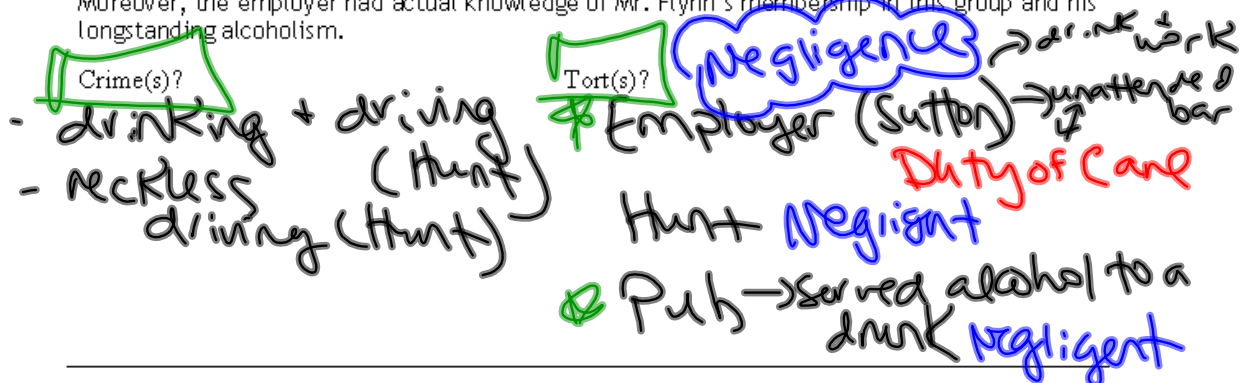 Moreover, the employer had actual knowledge of Mr. Flynn's membership in this group and his
longstanding alcoholism.
Crime(s)?
- drinking + driving
(Hunt)
- reckless
driving (Hunt)
Tort(s)?
Negligence
Employer (Sutton)
→ drink + work
→ unattended
bar
Duty of Care
Hunt Neglignt
Pub → served alcohol to a
drunk Negligent